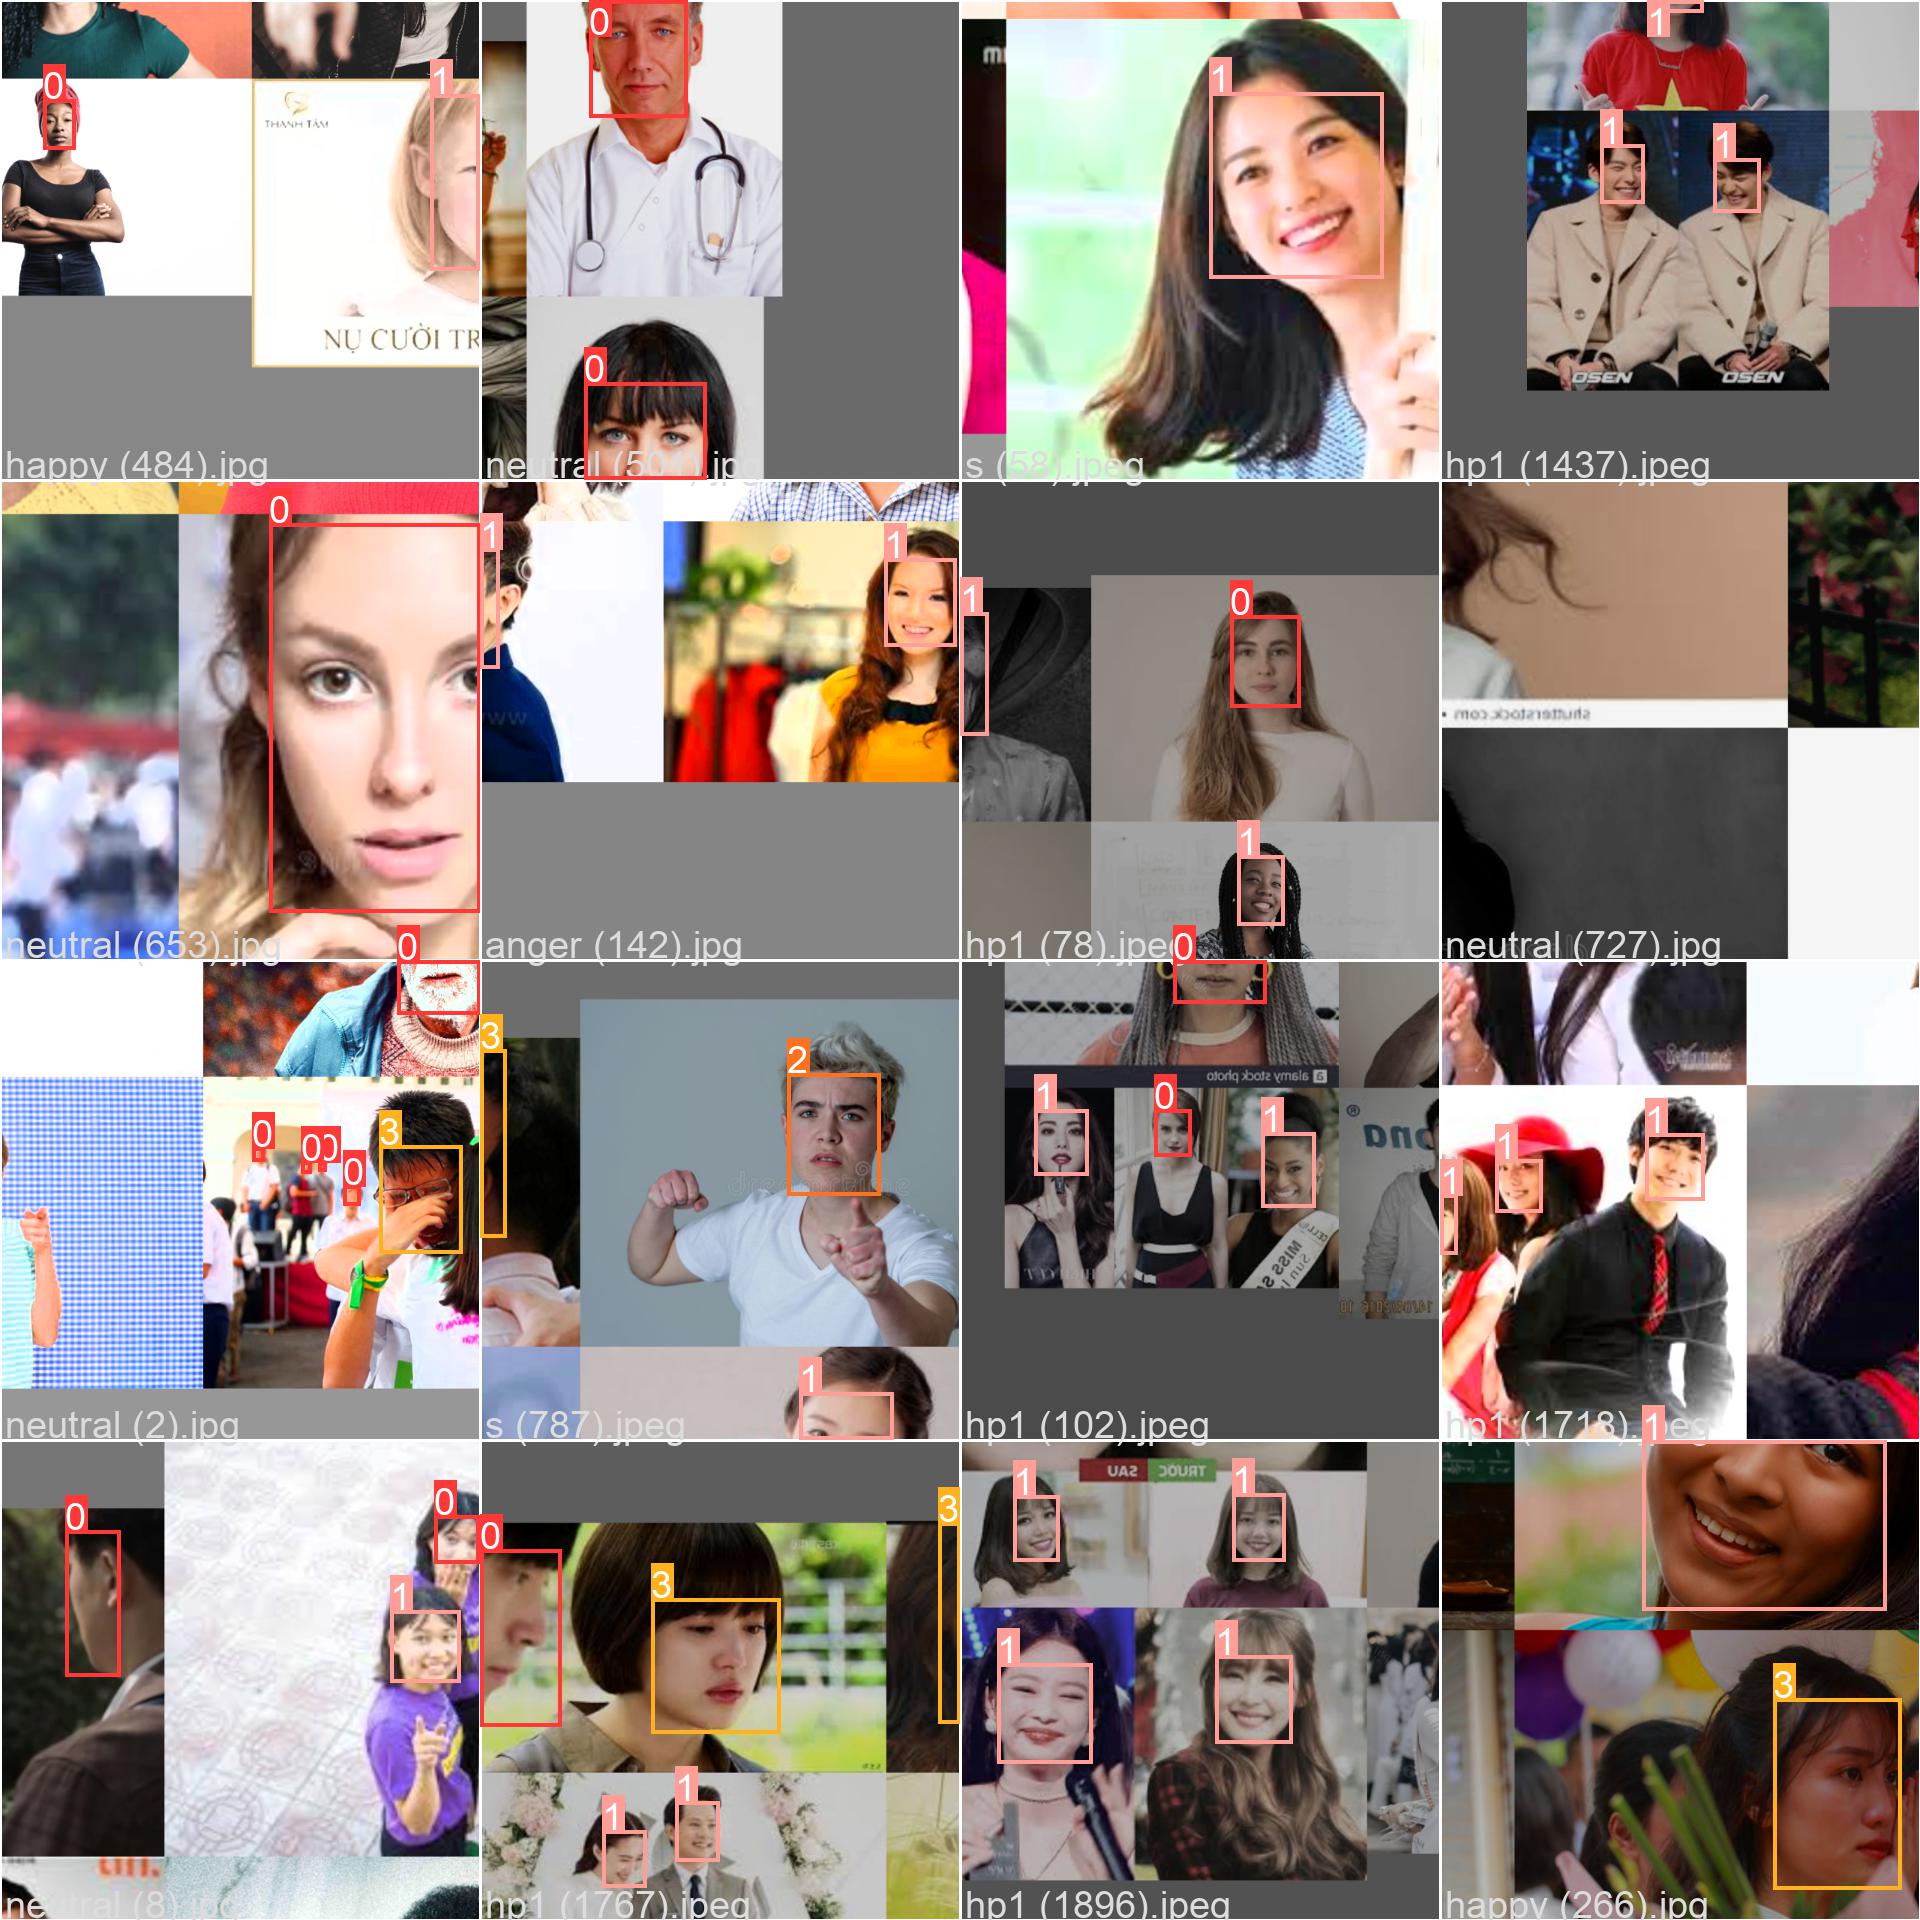 0
1
THANH TÂM
NỤ CƯỜI TR
happy (484).jpg
0
0
neutral (501).jpg
1
s (58).jpeg
1
1
1
OSEN
OSEN
hp1 (1437).jpeg
0
neutral (653).jpg
1
1
www
anger (142).jpg
1
0
1
hp1 (78).jpeg
shutterstock.com •
neutral (727).jpg
0
0
0
0
0
3
neutral (2).jpg
3
2
dreamstime
1
s (787).jpeg
0
a alamy stock photo
1
0
1
MISS S
hp1 (102).jpeg
1
1
1
hp1 (1718).jpeg
0
0
1
neutral (8).jpg
0
3
3
1
1
hp1 (1767).jpeg
TRƯỚC
SAU
1
1
1
1
hp1 (1896).jpeg
1
3
happy (266).jpg